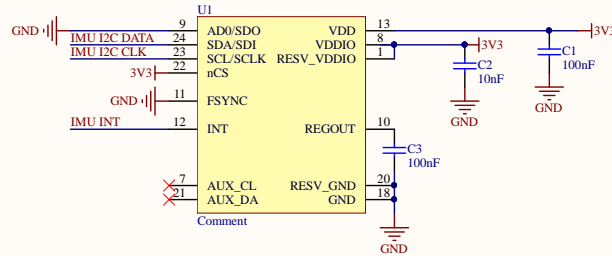 U1
GND
9
AD0/SDO
VDD
13
3V3
IMU I2C DATA
24
SDA/SDI
VDDIO
8
3V3
IMU I2C CLK
23
SCL/SCLK
RESV_VDDIO
1
3V3
22
nCS
C1
100nF
C2
10nF
GND
11
FSYNC
GND
GND
IMU INT
12
INT
REGOUT
10
C3
100nF
7
AUX_CL
RESV_GND
20
21
AUX_DA
GND
18
Comment
GND